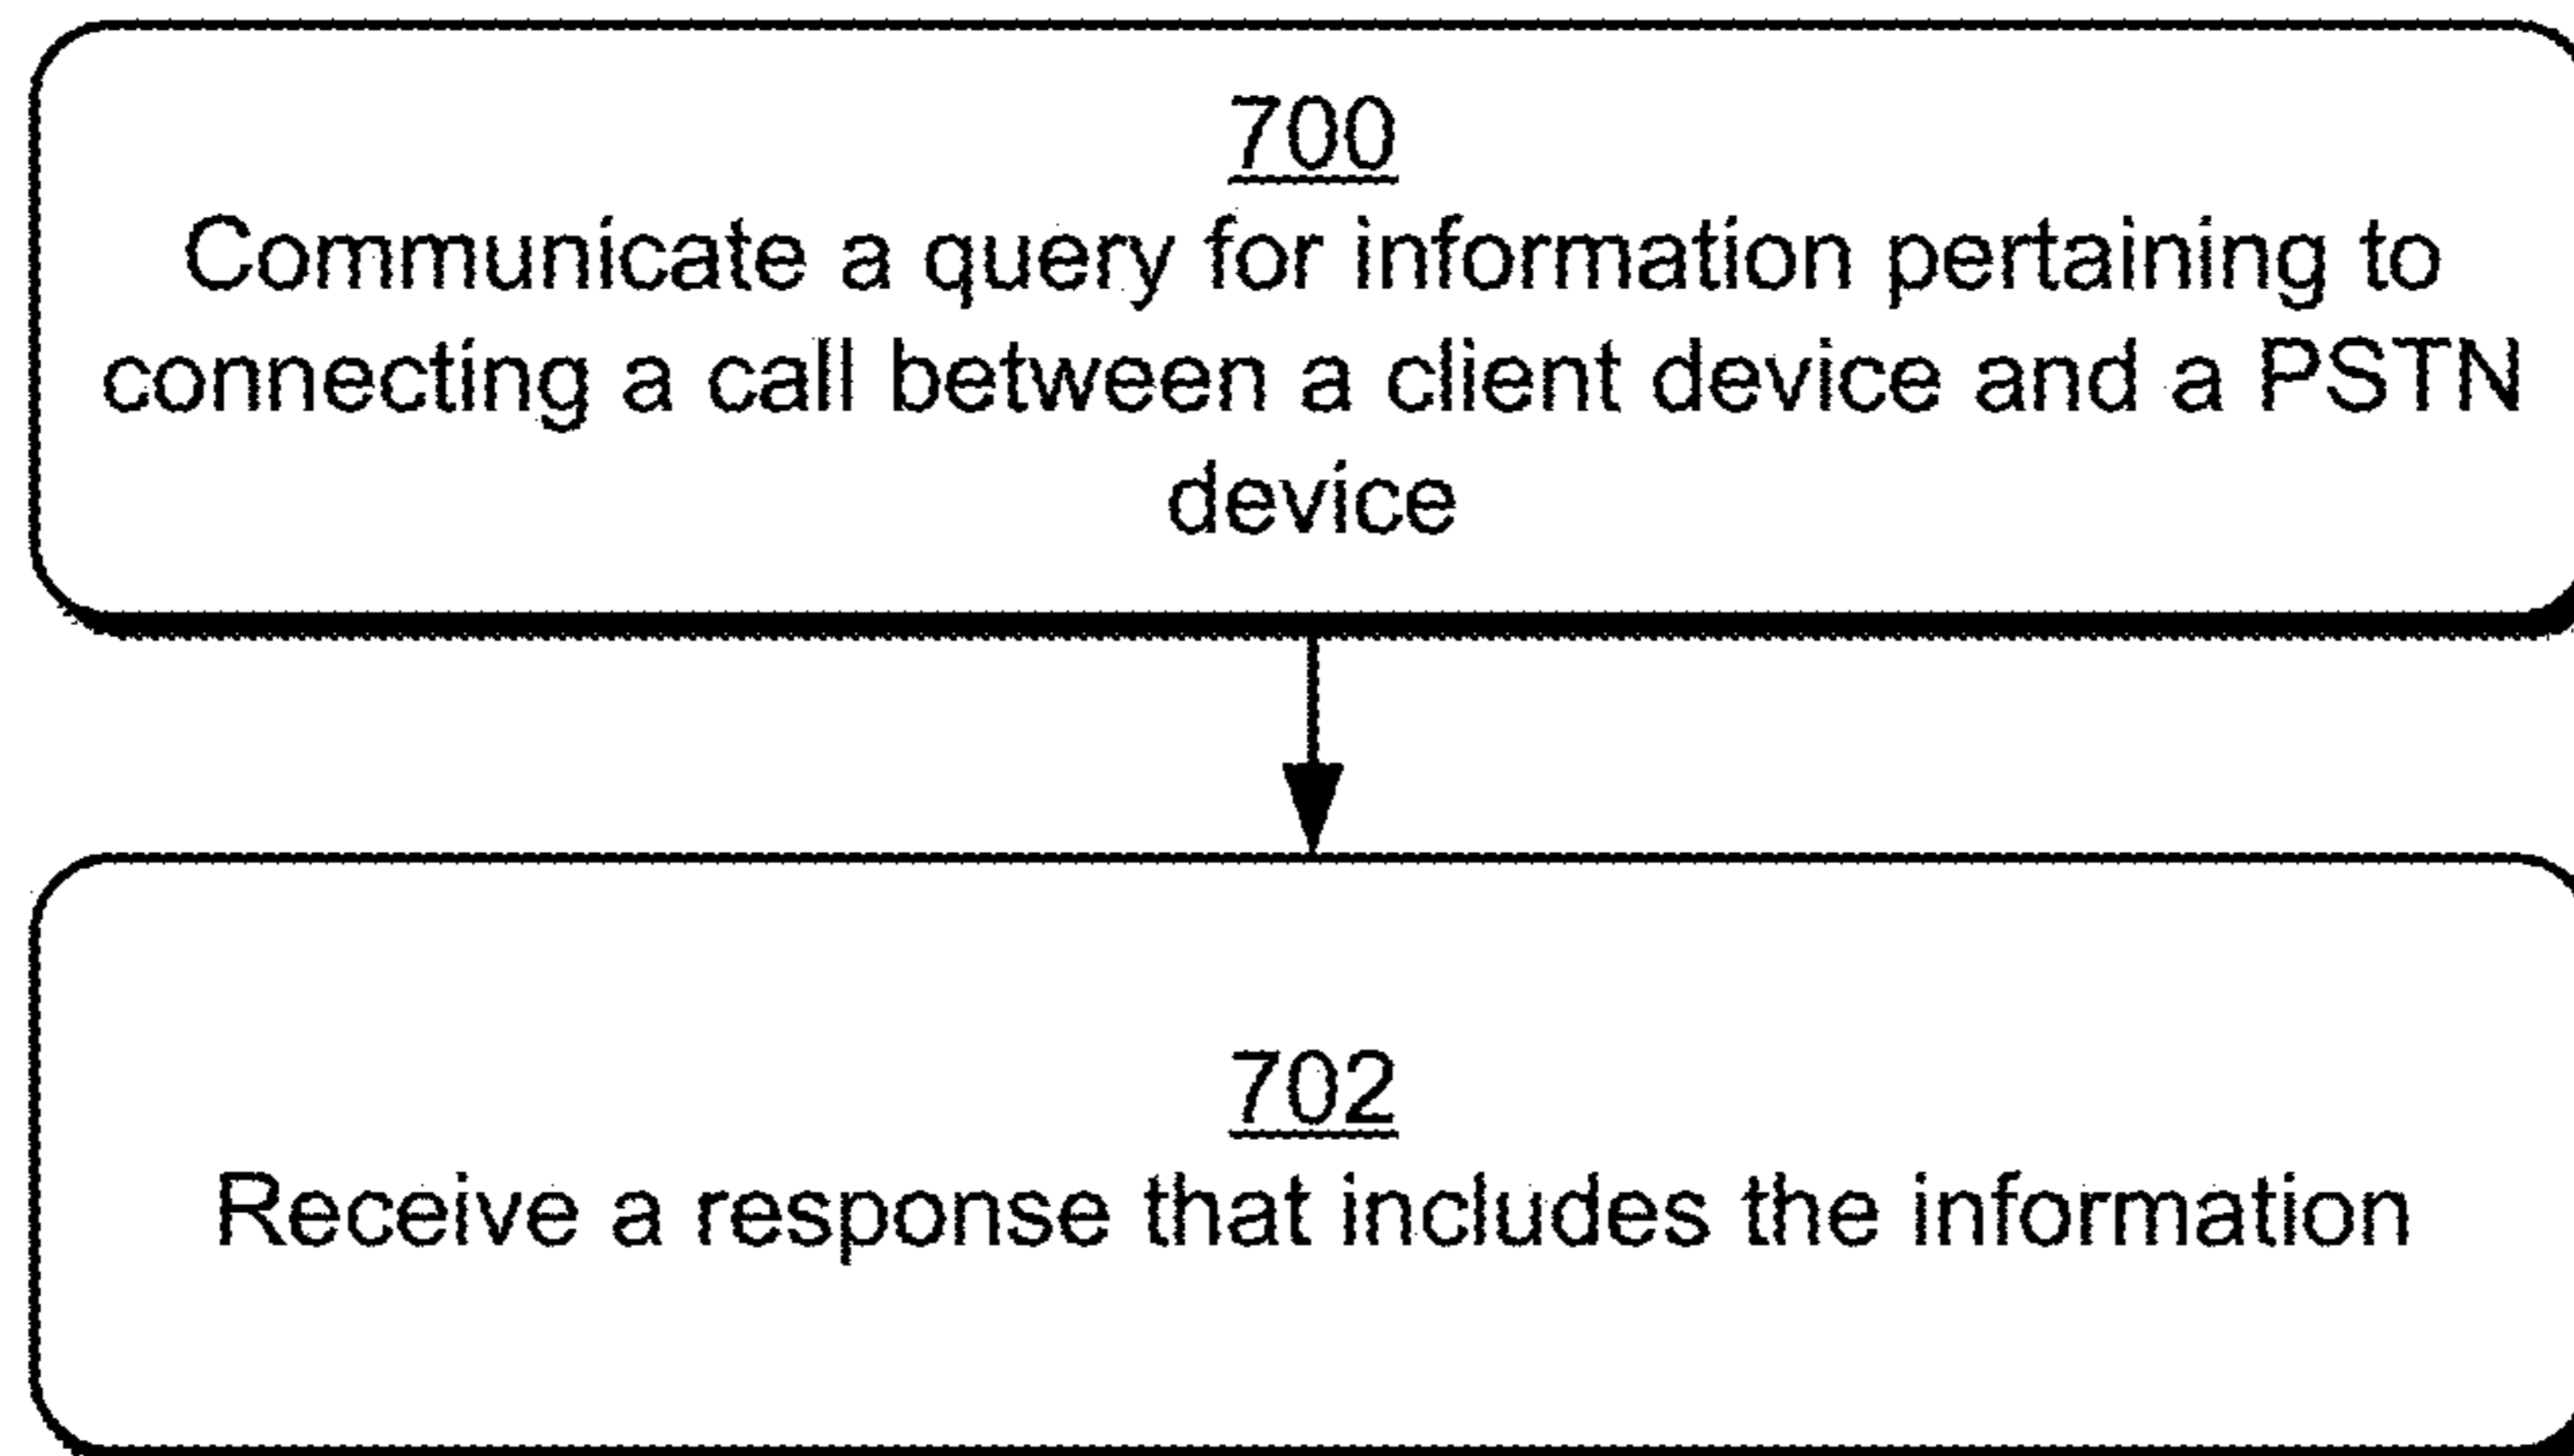 700
Communicate a query for information pertaining to
connecting a call between a client device and a PSTN
device
702
Receive a response that includes the information